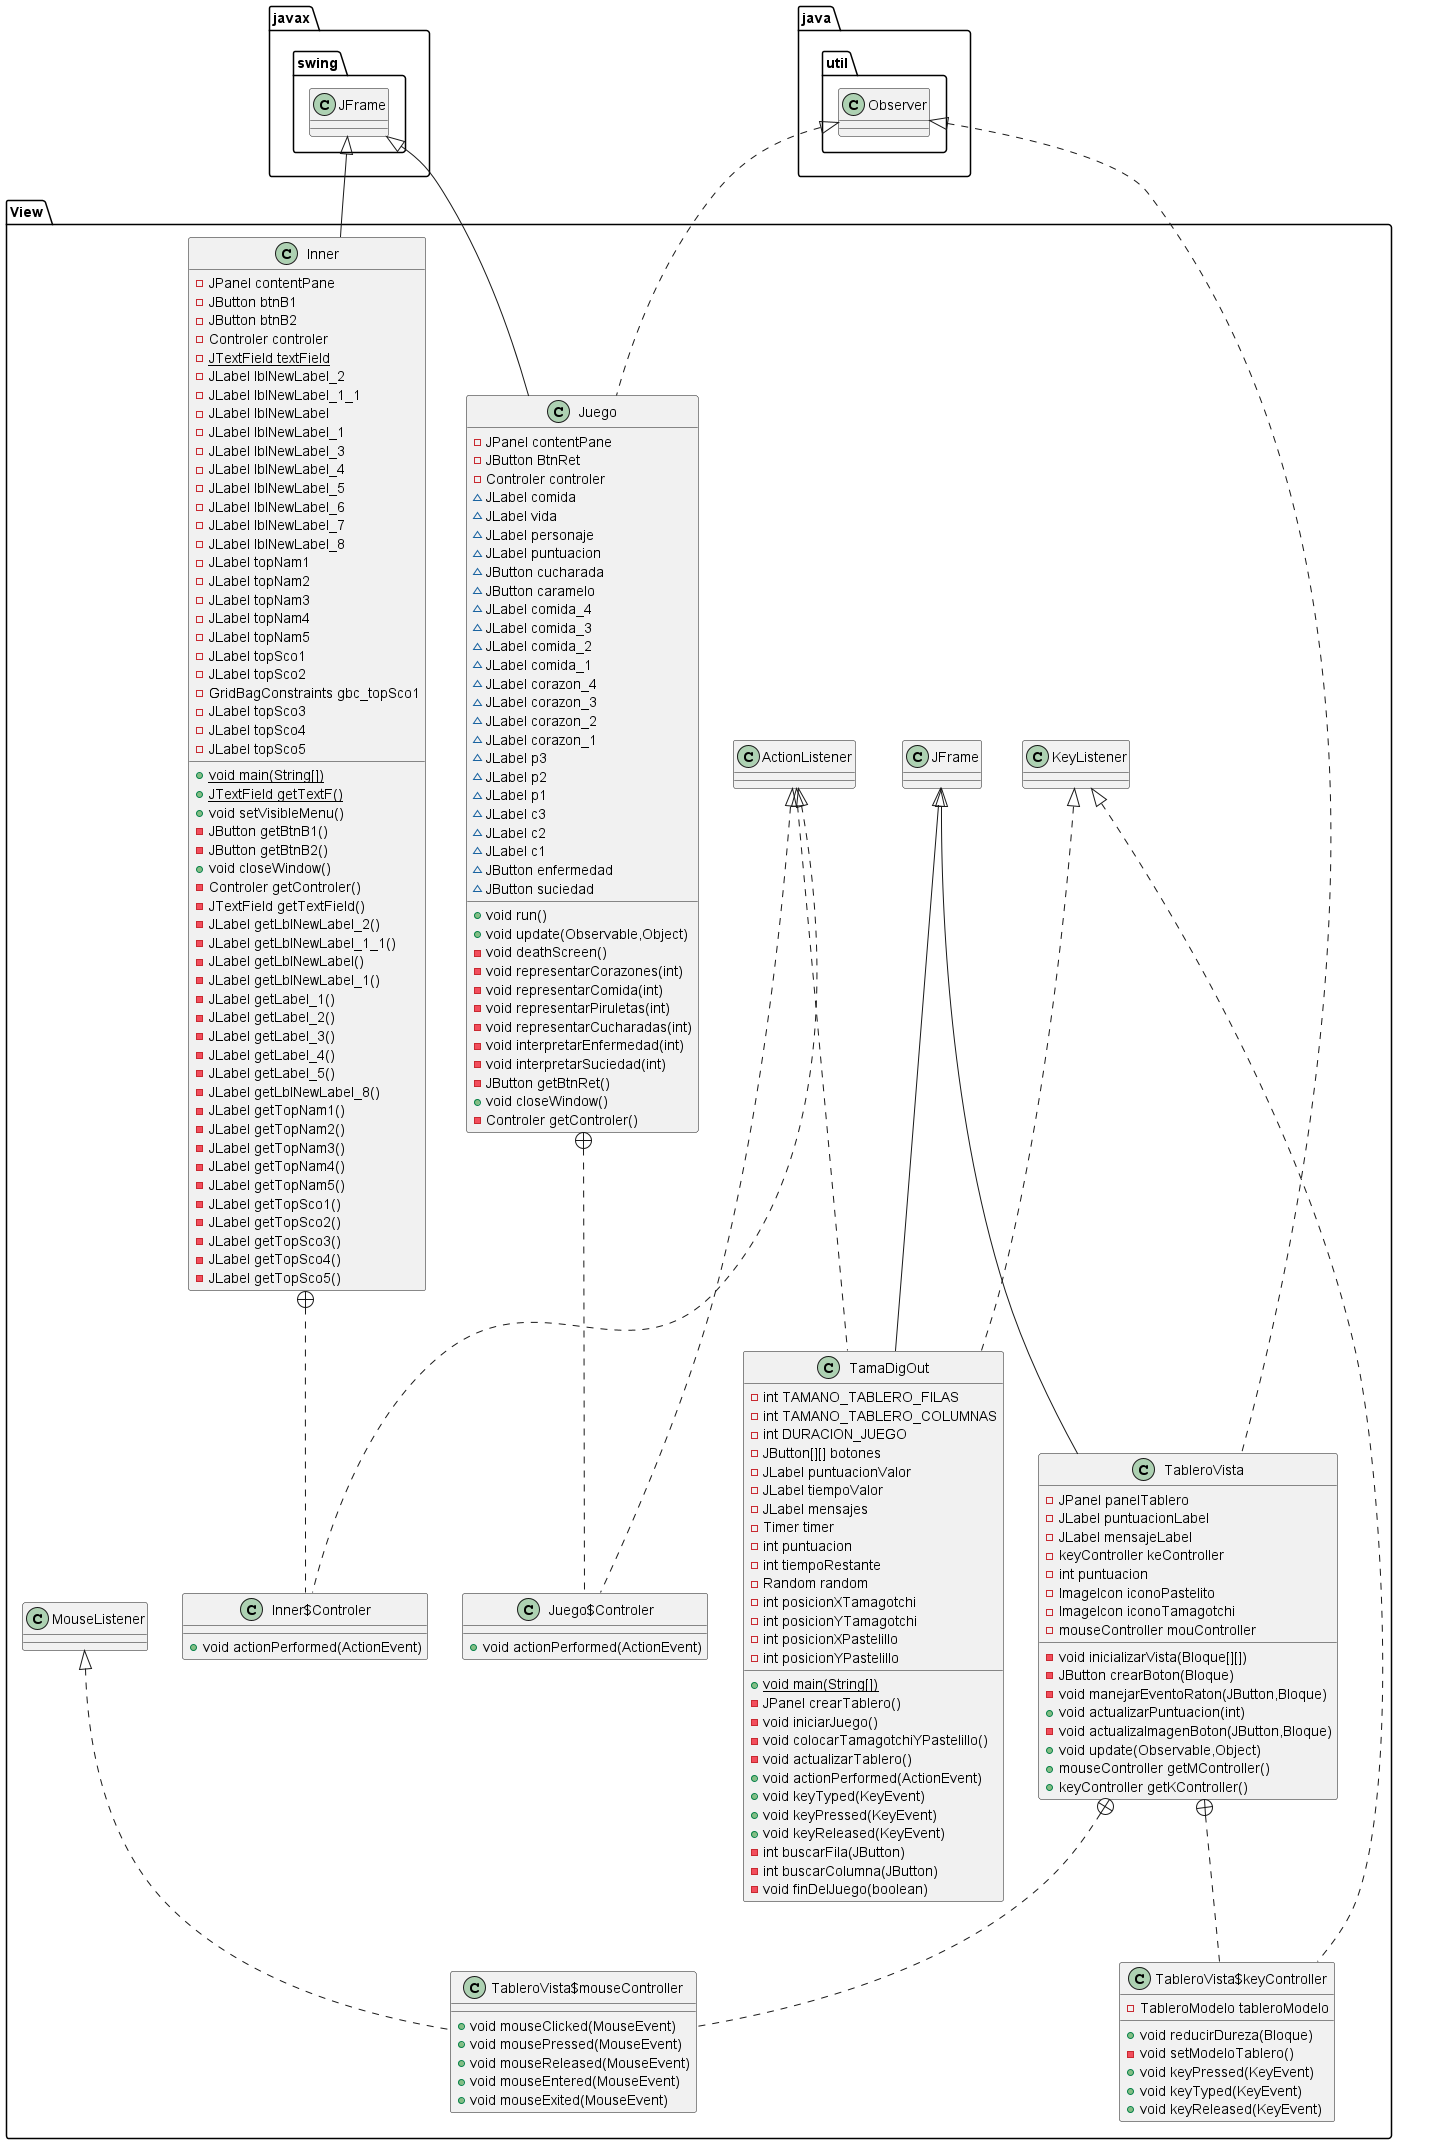 javax
swing
C JFrame
java
util
C Observer
View
C Inner
JPanel contentPane
JButton btnB1
JButton btnB2
Controler controler
JTextField textField
JLabel lblNewLabel_2
JLabel lblNewLabel_1_1
JLabel lblNewLabel
JLabel lblNewLabel_1
JLabel lblNewLabel_3
JLabel lblNewLabel_4
JLabel lblNewLabel_5
JLabel lblNewLabel_6
JLabel lblNewLabel_7
JLabel lblNewLabel_8
JLabel topNam1
JLabel topNam2
JLabel topNam3
JLabel topNam4
JLabel topNam5
JLabel topSco1
JLabel topSco2
GridBagConstraints gbc_topSco1
JLabel topSco3
JLabel topSco4
JLabel topSco5
void main(String[])
JTextField getTextF()
void setVisibleMenu()
JButton getBtnB1()
JButton getBtnB2()
void closeWindow()
Controler getControler()
JTextField getTextField()
JLabel getLblNewLabel_2()
JLabel getLblNewLabel_1_1()
JLabel getLblNewLabel()
JLabel getLblNewLabel_1()
JLabel getLabel_1()
JLabel getLabel_2()
JLabel getLabel_3()
JLabel getLabel_4()
JLabel getLabel_5()
JLabel getLblNewLabel_8()
JLabel getTopNam1()
JLabel getTopNam2()
JLabel getTopNam3()
JLabel getTopNam4()
JLabel getTopNam5()
JLabel getTopSco1()
JLabel getTopSco2()
JLabel getTopSco3()
JLabel getTopSco4()
JLabel getTopSco5()
C Juego
JPanel contentPane
JButton BtnRet
Controler controler
JLabel comida
JLabel vida
JLabel personaje
JLabel puntuacion
JButton cucharada
JButton caramelo
JLabel comida_4
JLabel comida_3
JLabel comida_2
JLabel comida_1
JLabel corazon_4
JLabel corazon_3
JLabel corazon_2
JLabel corazon_1
JLabel p3
JLabel p2
JLabel p1
JLabel c3
JLabel c2
JLabel c1
JButton enfermedad
JButton suciedad
void run()
void update(Observable,Object)
void deathScreen()
void representarCorazones(int)
void representarComida(int)
void representarPiruletas(int)
void representarCucharadas(int)
void interpretarEnfermedad(int)
void interpretarSuciedad(int)
JButton getBtnRet()
void closeWindow()
Controler getControler()
C ActionListener
C JFrame
C KeyListener
C TamaDigOut
int TAMANO_TABLERO_FILAS
int TAMANO_TABLERO_COLUMNAS
int DURACION_JUEGO
JButton[][] botones
JLabel puntuacionValor
JLabel tiempoValor
JLabel mensajes
Timer timer
int puntuacion
int tiempoRestante
Random random
int posicionXTamagotchi
int posicionYTamagotchi
int posicionXPastelillo
int posicionYPastelillo
void main(String[])
JPanel crearTablero()
void iniciarJuego()
void colocarTamagotchiYPastelillo()
void actualizarTablero()
void actionPerformed(ActionEvent)
void keyTyped(KeyEvent)
void keyPressed(KeyEvent)
void keyReleased(KeyEvent)
int buscarFila(JButton)
int buscarColumna(JButton)
void finDelJuego(boolean)
C TableroVista
JPanel panelTablero
JLabel puntuacionLabel
JLabel mensajeLabel
keyController keController
int puntuacion
ImageIcon iconoPastelito
ImageIcon iconoTamagotchi
mouseController mouController
void inicializarVista(Bloque[][])
JButton crearBoton(Bloque)
void manejarEventoRaton(JButton,Bloque)
void actualizarPuntuacion(int)
void actualizaImagenBoton(JButton,Bloque)
void update(Observable,Object)
mouseController getMController()
keyController getKController()
C MouseListener
C Inner$Controler
void actionPerformed(ActionEvent)
C Juego$Controler
void actionPerformed(ActionEvent)
C TableroVista$mouseController
void mouseClicked(MouseEvent)
void mousePressed(MouseEvent)
void mouseReleased(MouseEvent)
void mouseEntered(MouseEvent)
void mouseExited(MouseEvent)
C TableroVista$keyController
TableroModelo tableroModelo
void reducirDureza(Bloque)
void setModeloTablero()
void keyPressed(KeyEvent)
void keyTyped(KeyEvent)
void keyReleased(KeyEvent)